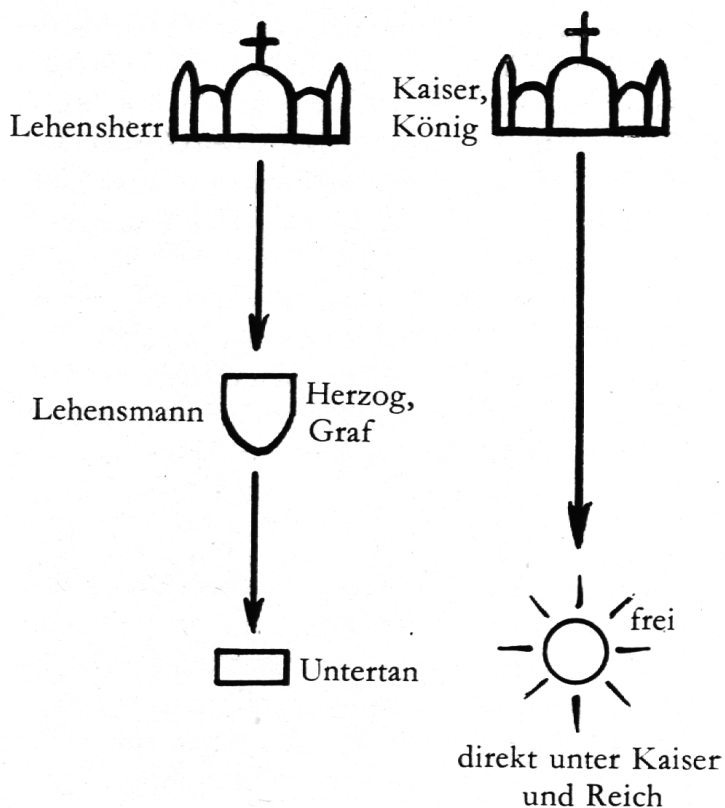 Lehensherr
Kaiser,
König
Lehensmann
Herzog,
Graf
Untertan
frei
direkt unter Kaiser
und Reich